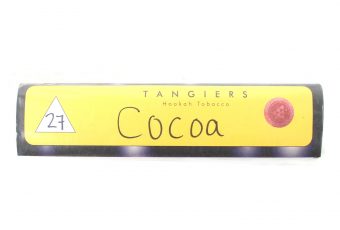 TANGIERS
Hookah Tobacco
27
Cocoa